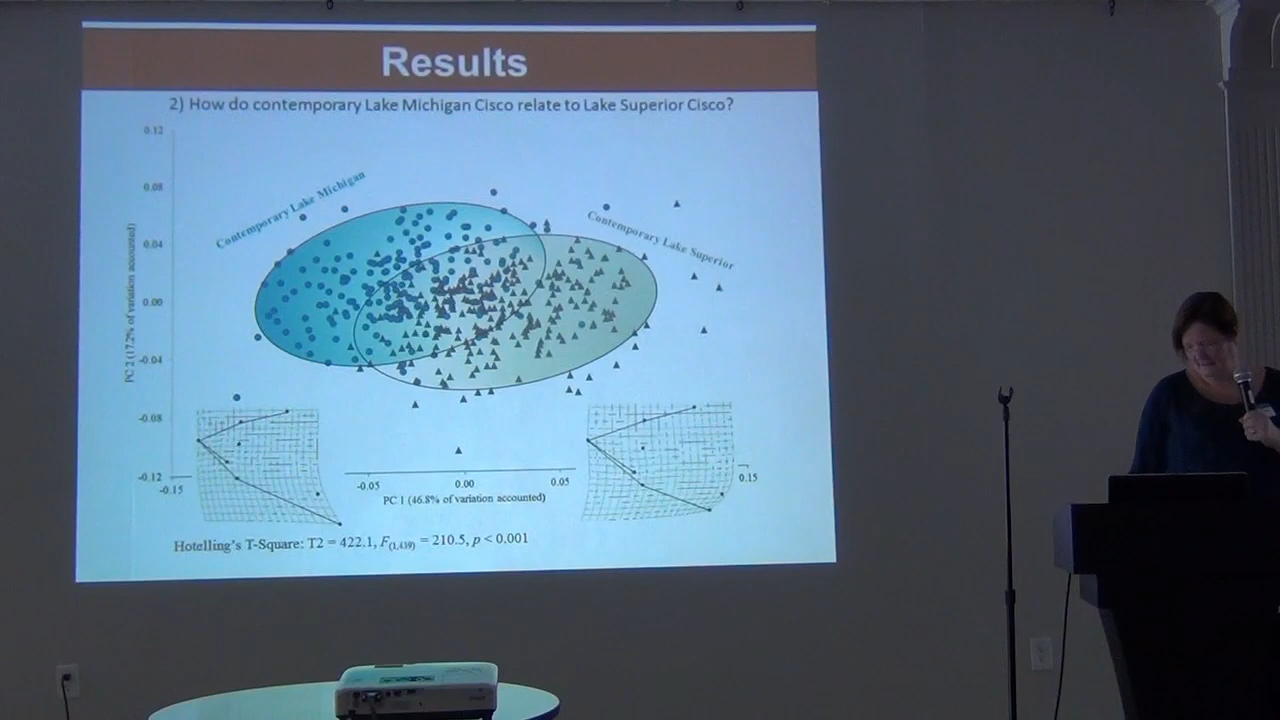 Results
2) How do contemporary Lake Michigan Cisco relate to Lake Superior Cisco?
0.12
0.08
0.04
0.00
-0.04
-0.08
-0.12
PC 2 (17.2% of variation accounted)
Contemporary Lake Michigan
Contemporary Lake Superior
-0.15
-0.05
0.00
0.05
0.15
PC 1 (46.8% of variation accounted)
Hotelling's T-Square: T2 = 422.1, F(1,439) = 210.5, p < 0.001